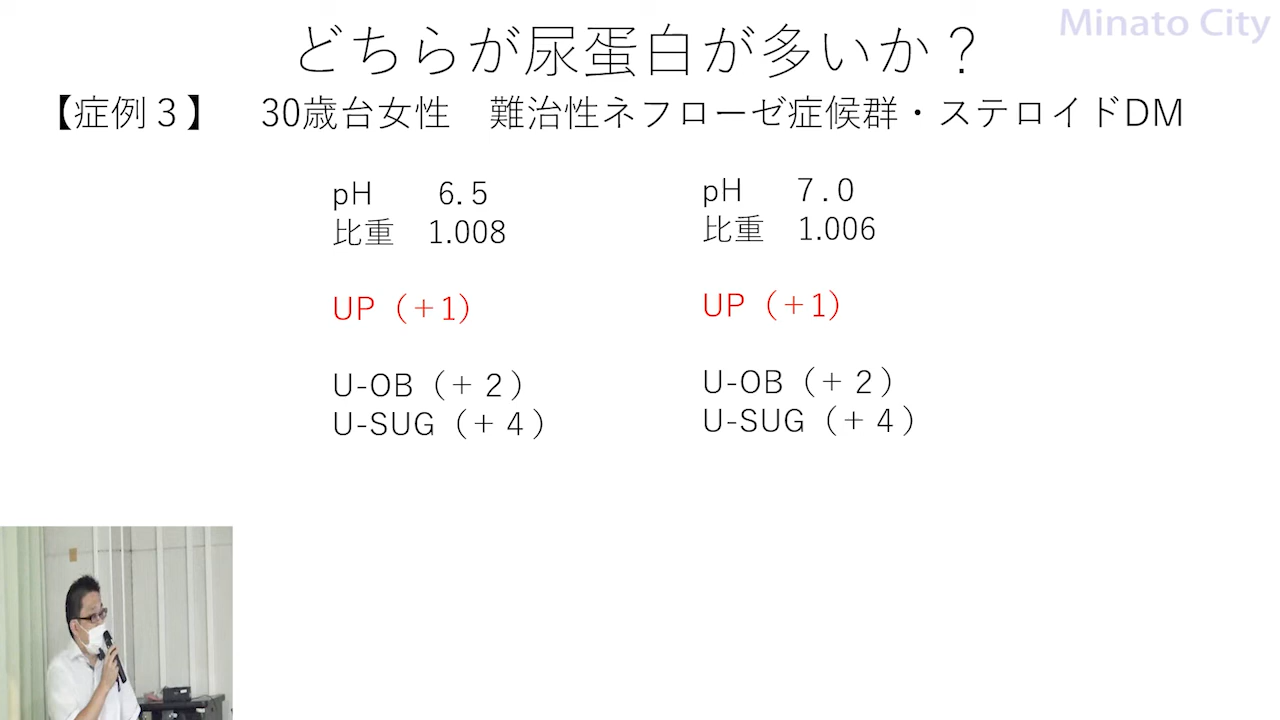 Minato City
どちらが尿蛋白が多いか？
【症例３】　30歳台女性　難治性ネフローゼ症候群・ステロイドDM
pH　6.5
比重　1.008
UP（＋1）
U-OB（＋２）
U-SUG（＋４）
pH　７.０
比重　1.006
UP（＋1）
U-OB（＋２）
U-SUG（＋４）